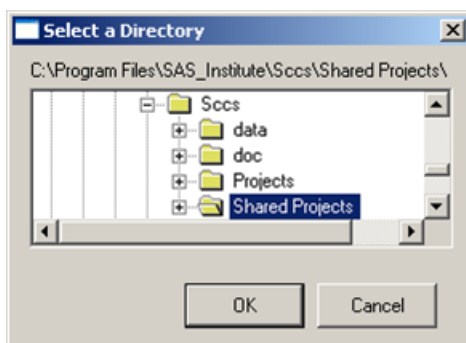 Select a Directory
C:\Program Files\SAS_Institute\Sccs\Shared Projects\
Sccs
data
doc
Projects
Shared Projects
OK Cancel